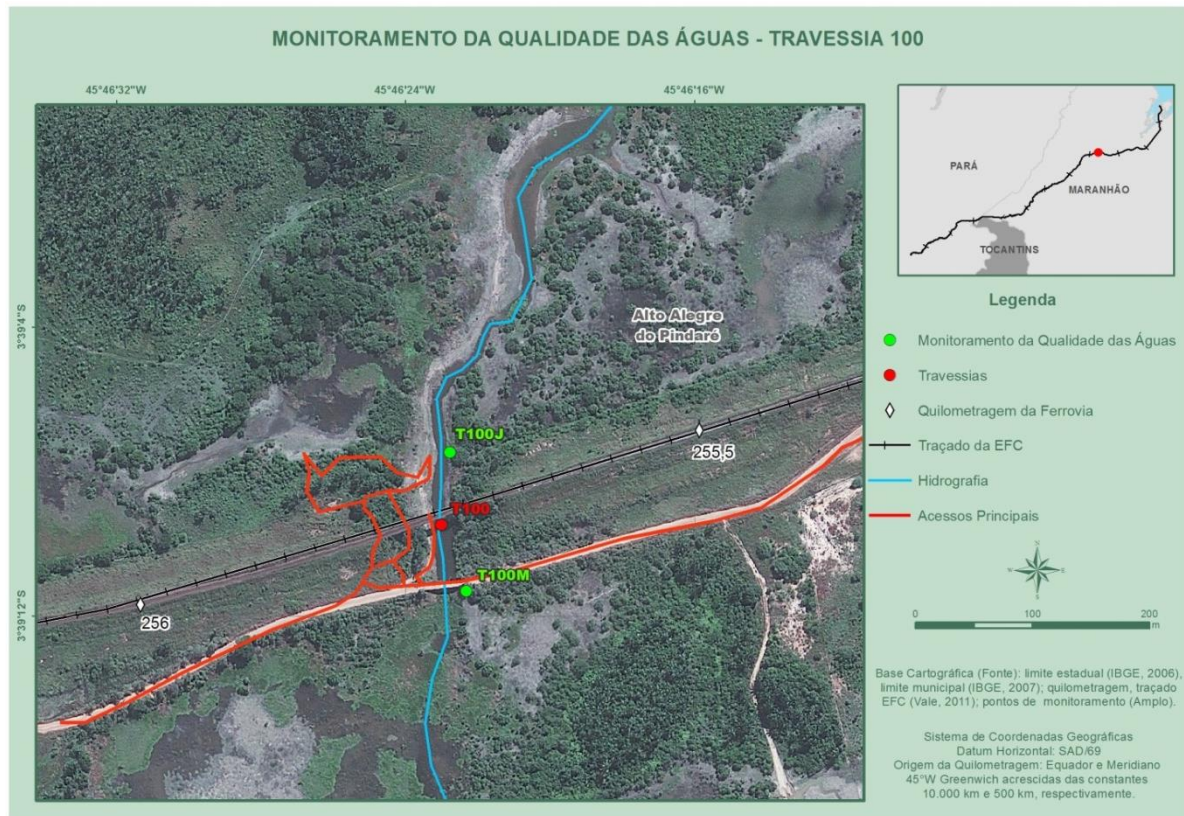 MONITORAMENTO DA QUALIDADE DAS ÁGUAS - TRAVESSIA 100
45°46'32"W
45°46'24"W
45°46'16"W
3°39'4"S
3°39'12"S
Alto Alegre
do Pindaré
T100J
255,5
T100
T100M
256
PARÁ
MARANHÃO
TOCANTINS
Legenda
Monitoramento da Qualidade das Águas
Travessias
Quilometragem da Ferrovia
Traçado da EFC
Hidrografia
Acessos Principais
N
W E
S
0 100 200
m
Base Cartográfica (Fonte): limite estadual (IBGE, 2006),
limite municipal (IBGE, 2007); quilometragem, traçado
EFC (Vale, 2011); pontos de monitoramento (Amplo).
Sistema de Coordenadas Geográficas
Datum Horizontal: SAD/69
Origem da Quilometragem: Equador e Meridiano
45°W Greenwich acrescidas das constantes
10.000 km e 500 km, respectivamente.